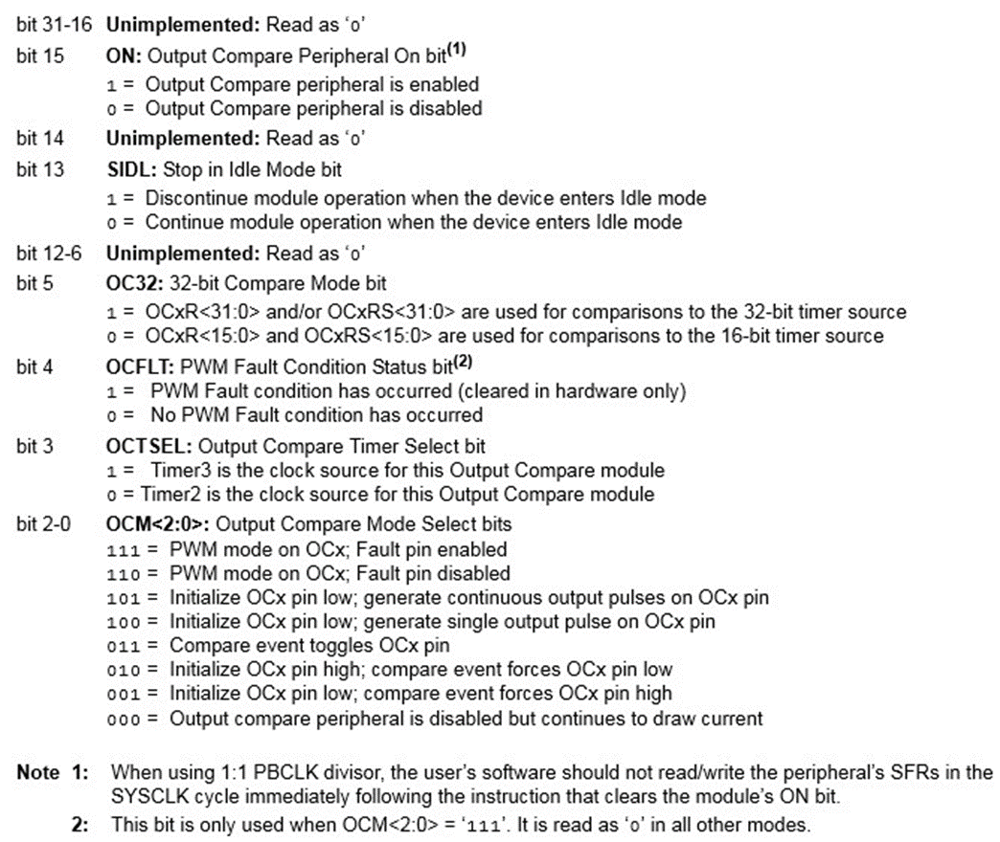 bit 31-16 Unimplemented: Read as ‘0’
bit 15 ON: Output Compare Peripheral On bit(1)
1 = Output Compare peripheral is enabled
0 = Output Compare peripheral is disabled
bit 14 Unimplemented: Read as ‘0’
bit 13 SIDL: Stop in Idle Mode bit
1 = Discontinue module operation when the device enters Idle mode
0 = Continue module operation when the device enters Idle mode
bit 12-6 Unimplemented: Read as ‘0’
bit 5 OC32: 32-bit Compare Mode bit
1 = OCxR<31:0> and/or OCxRS<31:0> are used for comparisons to the 32-bit timer source
0 = OCxR<15:0> and OCxRS<15:0> are used for comparisons to the 16-bit timer source
bit 4 OCFLT: PWM Fault Condition Status bit(2)
1 = PWM Fault condition has occurred (cleared in hardware only)
0 = No PWM Fault condition has occurred
bit 3 OCTSEL: Output Compare Timer Select bit
1 = Timer3 is the clock source for this Output Compare module
0 = Timer2 is the clock source for this Output Compare module
bit 2-0 OCM<2:0>: Output Compare Mode Select bits
111 = PWM mode on OCx; Fault pin enabled
110 = PWM mode on OCx; Fault pin disabled
101 = Initialize OCx pin low; generate continuous output pulses on OCx pin
100 = Initialize OCx pin low; generate single output pulse on OCx pin
011 = Compare event toggles OCx pin
010 = Initialize OCx pin high; compare event forces OCx pin low
001 = Initialize OCx pin low; compare event forces OCx pin high
000 = Output compare peripheral is disabled but continues to draw current
Note 1: When using 1:1 PBCLK divisor, the user’s software should not read/write the peripheral’s SFRs in the
SYSCLK cycle immediately following the instruction that clears the module’s ON bit.
2: This bit is only used when OCM<2:0> = ‘111’. It is read as ‘0’ in all other modes.